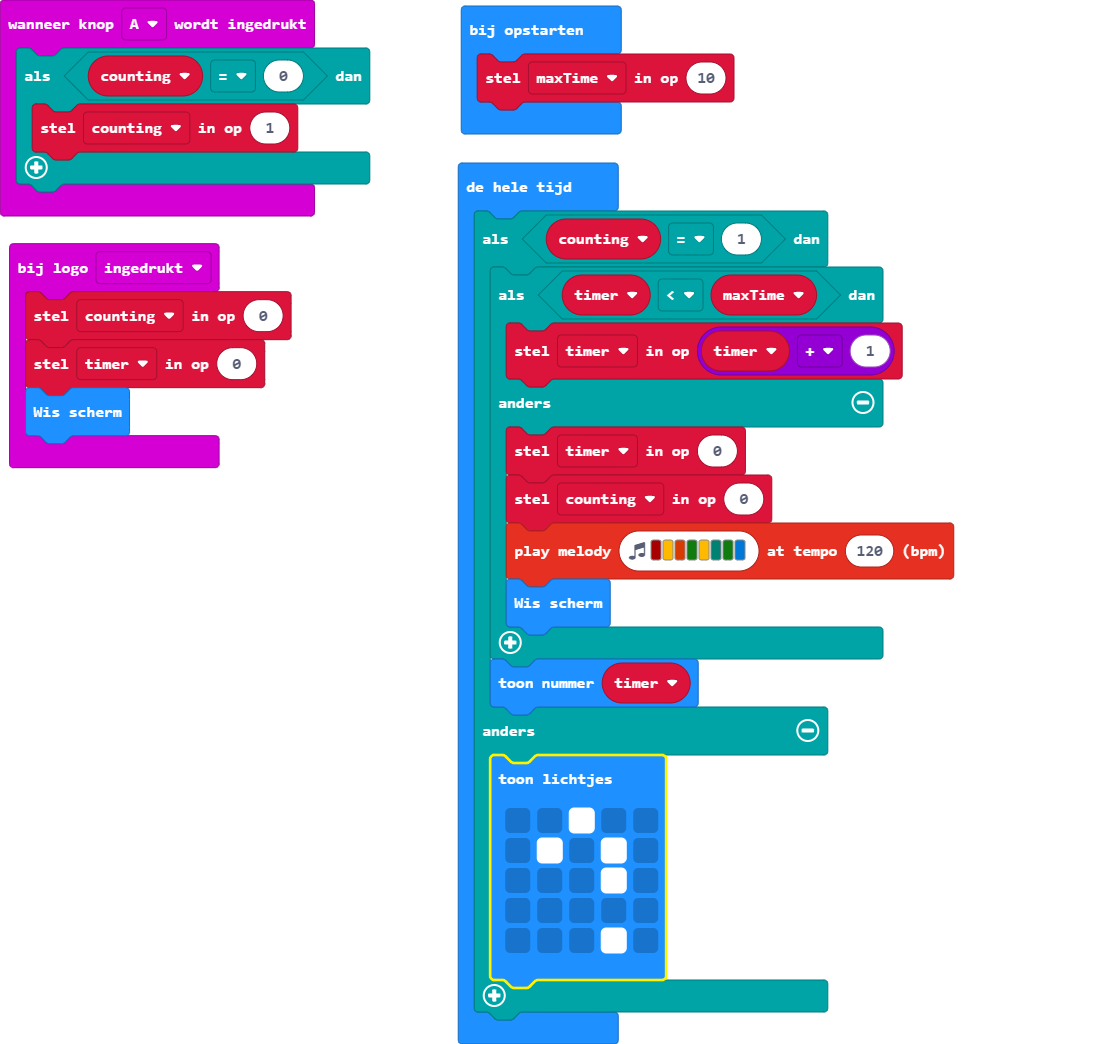 wanneer knop A wordt ingedrukt
als counting = 0 dan
stel counting in op 1
bij logo ingedrukt
stel counting in op 0
stel timer in op 0
Wis scherm
bij opstarten
stel maxTime in op 10
de hele tijd
als counting = 1 dan
als timer < maxTime dan
stel timer in op timer + 1
anders
stel timer in op 0
stel counting in op 0
play melody at tempo 120 (bpm)
Wis scherm
toon nummer timer
anders
toon lichtjes